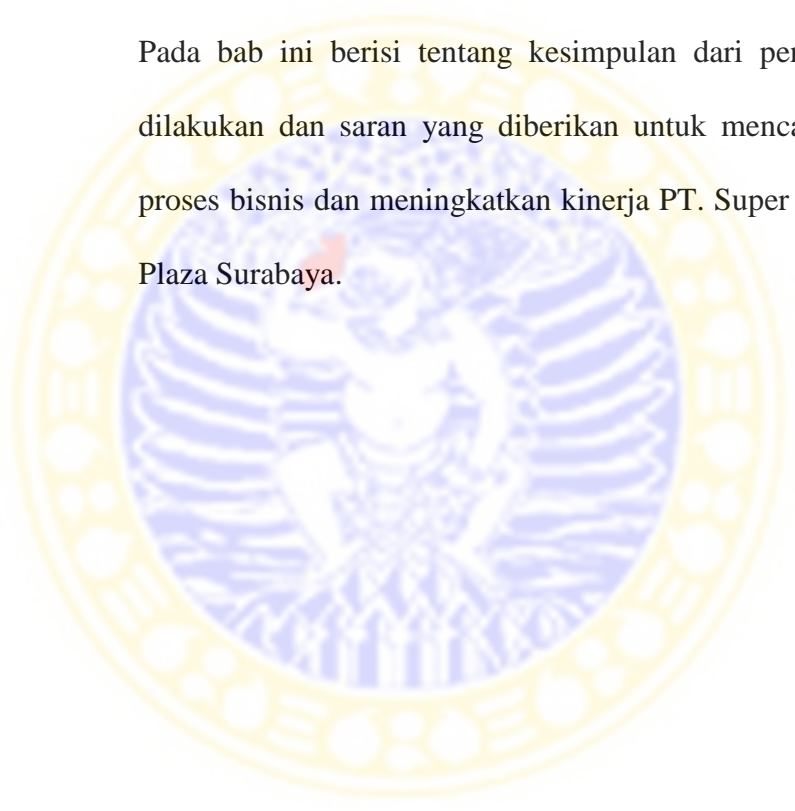 Pada bab ini berisi tentang kesimpulan dari per
dilakukan dan saran yang diberikan untuk menca
proses bisnis dan meningkatkan kinerja PT. Super
Plaza Surabaya.